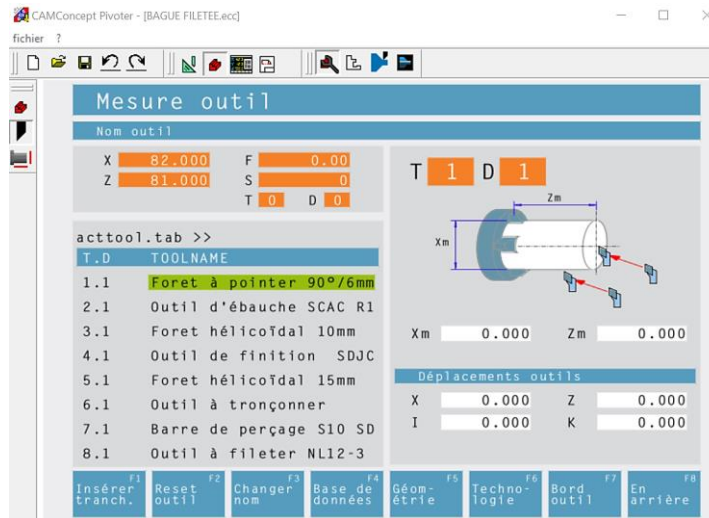 CAMConcept Pivoter - [BAGUE FILETEE.ecc]
fichier ?
Mesure outil
Nom outil
X 82.000 F 0.00
Z 81.000 S 0
T 0 D 0
T 1 D 1
Zm
Xm
acttool.tab >>
T.D TOOLNAME
1.1 Foret à pointer 90°/6mm
2.1 Outil d'ébauche SCAC R1
3.1 Foret hélicoïdal 10mm
4.1 Outil de finition SDJC
5.1 Foret hélicoïdal 15mm
6.1 Outil à tronçonner
7.1 Barre de perçage S10 SD
8.1 Outil à fileter NL12-3
Xm 0.000 Zm 0.000
Déplacements outils
X 0.000 Z 0.000
I 0.000 K 0.000
F1 Insérer tranch.
F2 Reset outil
F3 Changer nom
F4 Base de données
F5 Géom- étrie
F6 Techno- logie
F7 Bord outil
F8 En arrière